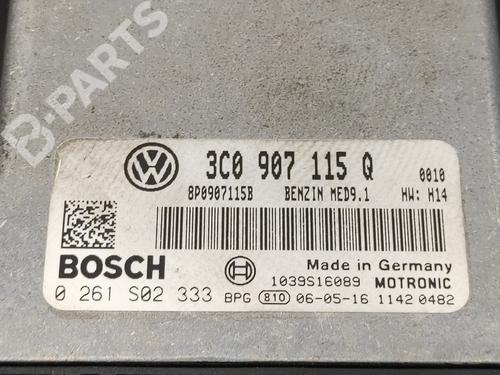 B-PARTS
3C0 907 115 Q 0010
8P0907115B BENZIN MED9.1 HW: H14
BOSCH Made in Germany
1039S16089 MOTRONIC
0 261 S02 333 BPG 810 06-05-16 1142 0482